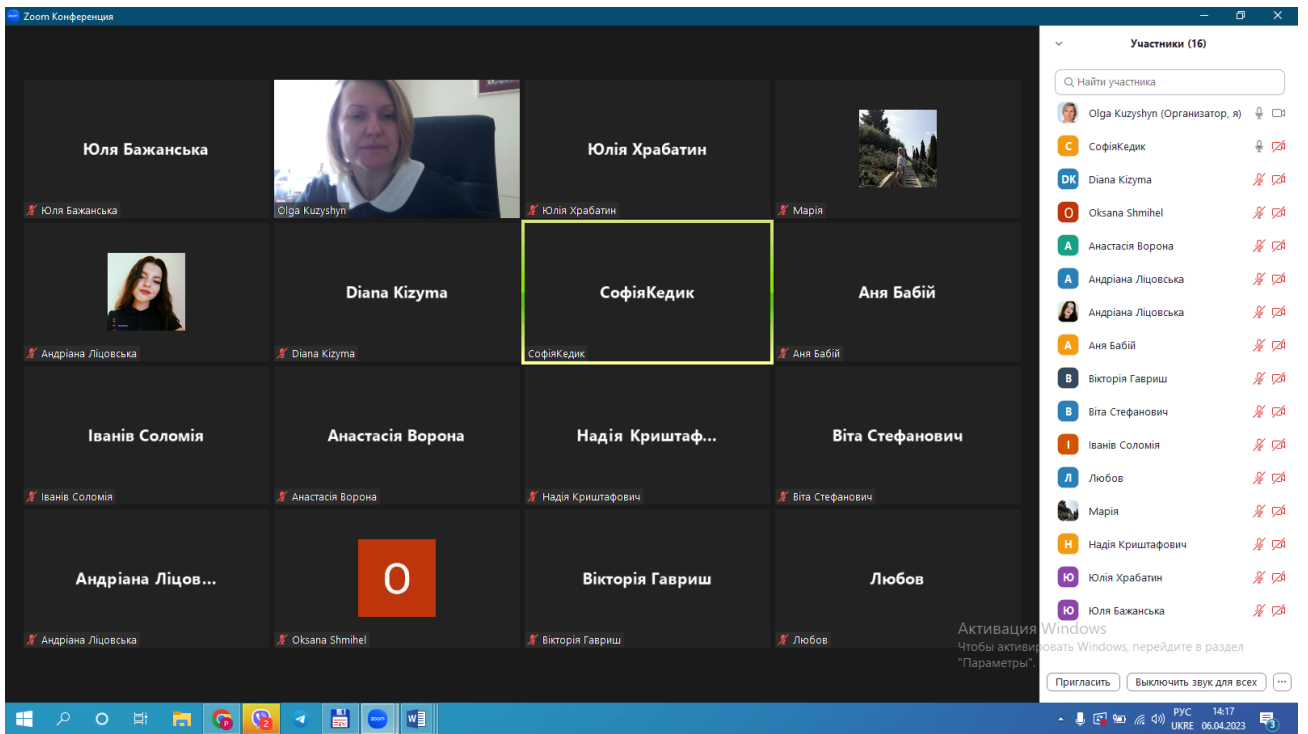 Zoom Конференция
Юля Бажанська
Юля Бажанська
Olga Kuzyshyn
Юлія Храбатин
Юлія Храбатин
Марія
Андріана Ліцовська
Diana Kizyma
Diana Kizyma
СофіяКедик
СофіяКедик
Аня Бабій
Аня Бабій
Іванів Соломія
Іванів Соломія
Анастасія Ворона
Анастасія Ворона
Надія Криштаф...
Надія Криштафович
Віта Стефанович
Віта Стефанович
Андріана Ліцов...
Андріана Ліцовська
O
Oksana Shmihel
Вікторія Гавриш
Вікторія Гавриш
Любов
Любов
Участники (16)
Найти участника
Olga Kuzyshyn (Организатор, я)
С СофіяКедик
DK Diana Kizyma
O Oksana Shmihel
А Анастасія Ворона
А Андріана Ліцовська
Андріана Ліцовська
А Аня Бабій
В Вікторія Гавриш
В Віта Стефанович
І Іванів Соломія
Л Любов
Марія
Н Надія Криштафович
Ю Юлія Храбатин
Ю Юля Бажанська
Активация Windows
Чтобы активировать Windows, перейдите в раздел
"Параметры".
Пригласить
Выключить звук для всех
...
2
zoom
РУС
UKRE
14:17
06.04.2023
3